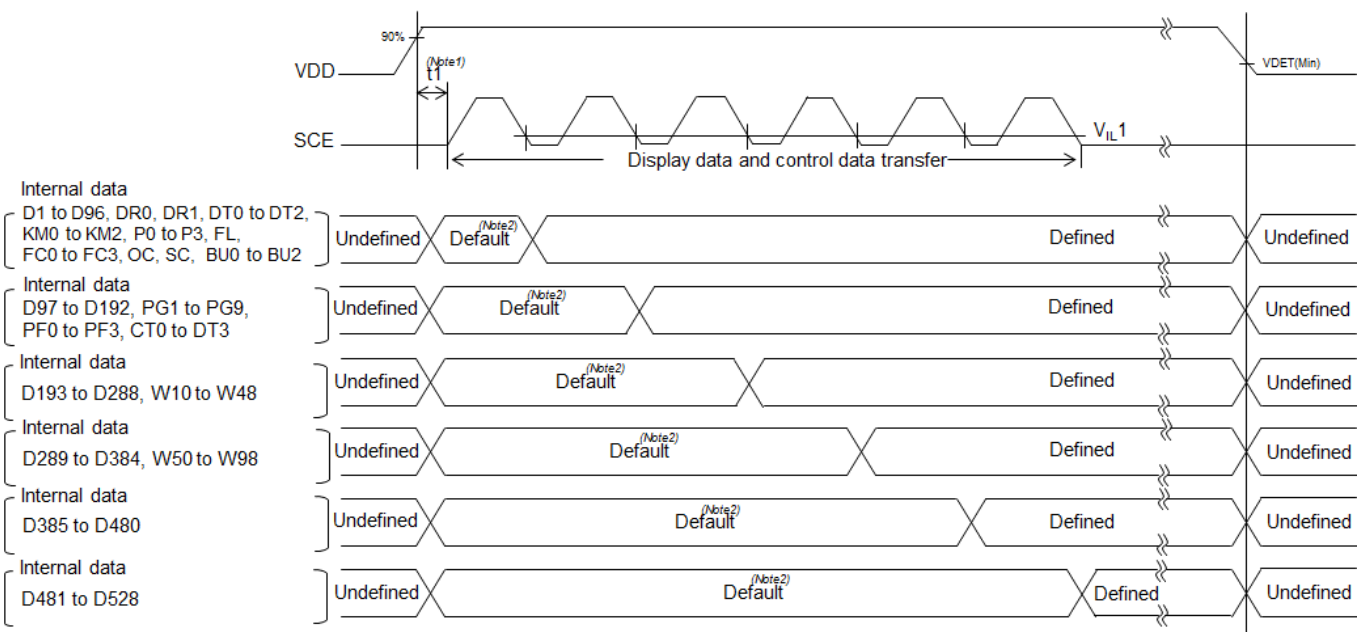 90%
(Note1)
t1
VDD
VDET(Min)
SCE
VIL1
Display data and control data transfer
Internal data
D1 to D96, DR0, DR1, DT0 to DT2,
KM0 to KM2, P0 to P3, FL,
FC0 to FC3, OC, SC, BU0 to BU2
Undefined
(Note2)
Default
Defined
Undefined
Internal data
D97 to D192, PG1 to PG9,
PF0 to PF3, CT0 to DT3
Undefined
(Note2)
Default
Defined
Undefined
Internal data
D193 to D288, W10 to W48
Undefined
(Note2)
Default
Defined
Undefined
Internal data
D289 to D384, W50 to W98
Undefined
(Note2)
Default
Defined
Undefined
Internal data
D385 to D480
Undefined
(Note2)
Default
Defined
Undefined
Internal data
D481 to D528
Undefined
(Note2)
Default
Defined
Undefined